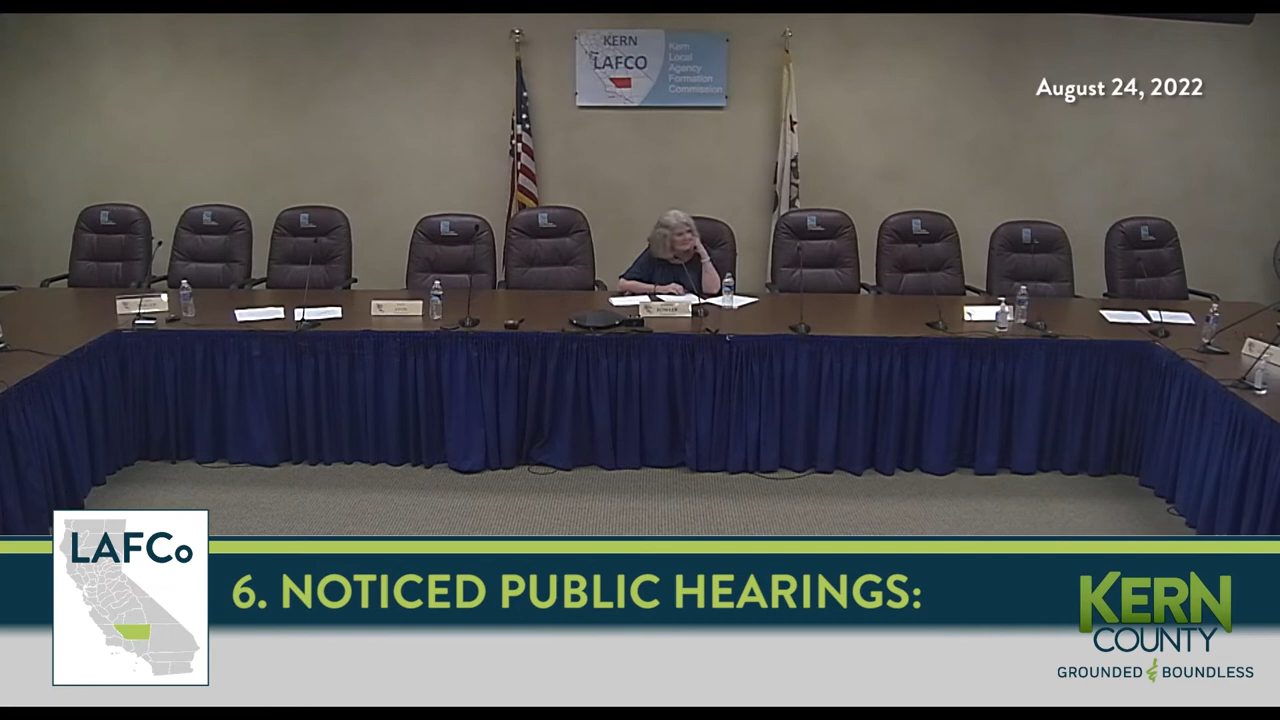 KERN
LAFCO
Kern
Local
Agency
Formation
Commission
August 24, 2022
FOWLER
LAFCo
6. NOTICED PUBLIC HEARINGS:
KERN
COUNTY
GROUNDED BOUNDLESS